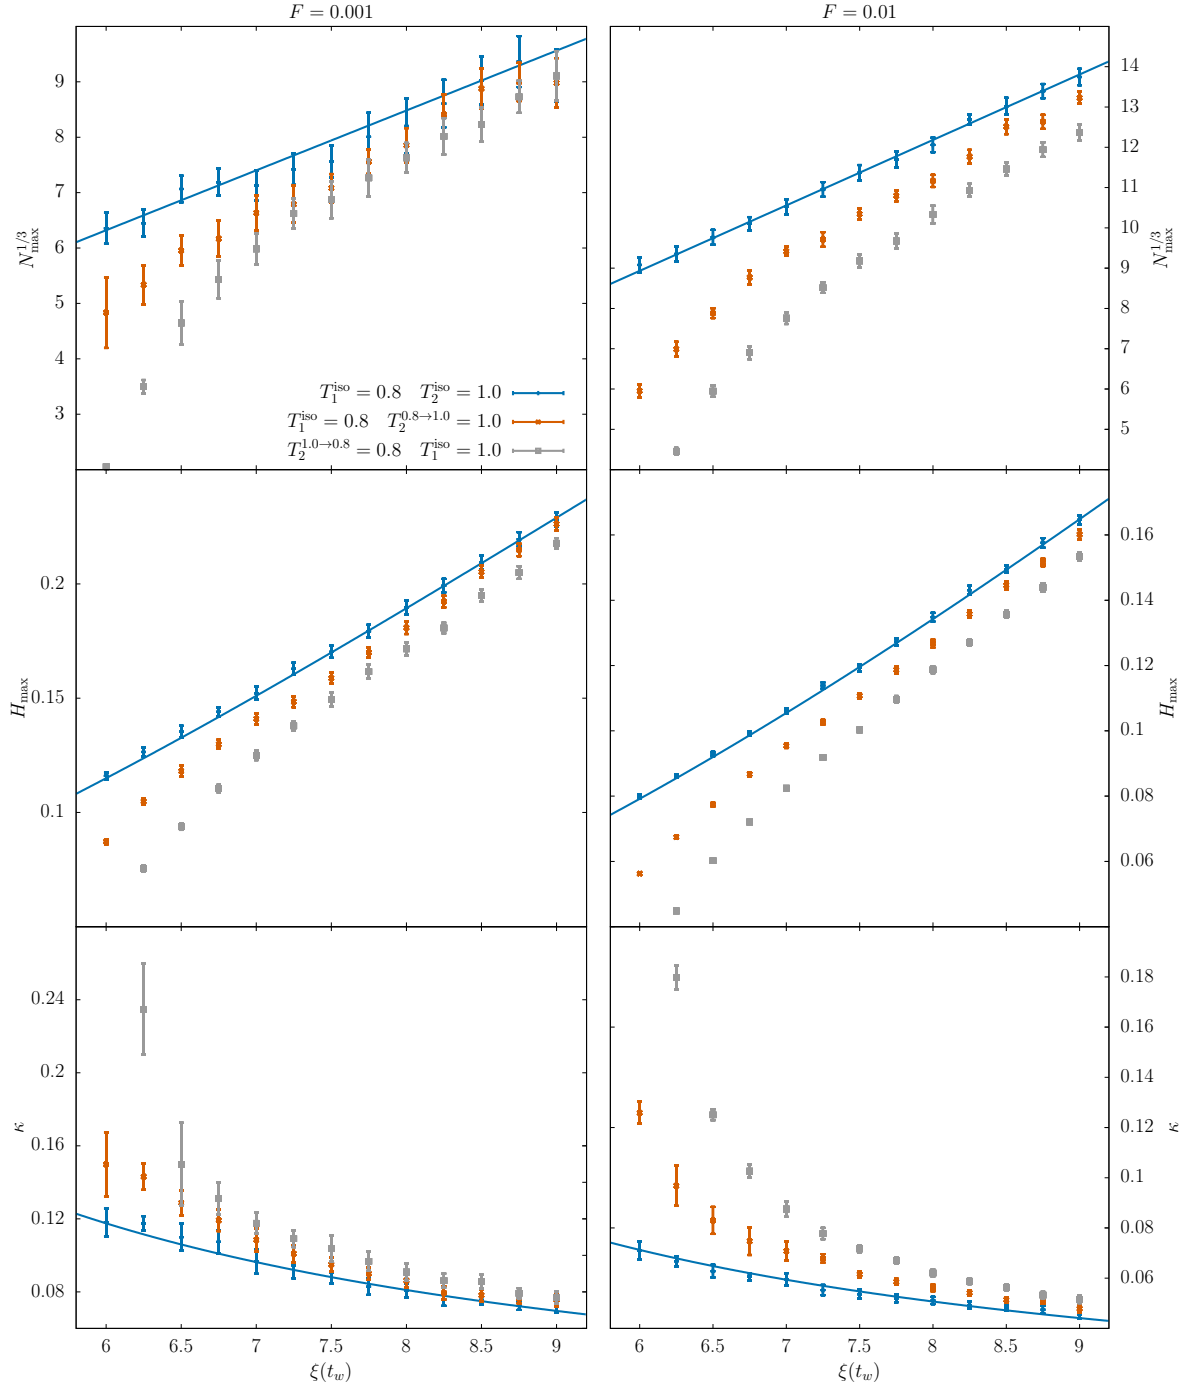 F = 0.001
F = 0.01
N_max^{1/3}
9
8
7
6
5
4
3
T_1^iso = 0.8 T_2^iso = 1.0
T_1^iso = 0.8 T_2^{0.8→1.0} = 1.0
T_2^{1.0→0.8} = 0.8 T_1^iso = 1.0
14
13
12
11
10
9
8
7
6
5
N_max^{1/3}
H_max
0.2
0.15
0.1
0.16
0.14
0.12
0.1
0.08
0.06
H_max
κ
0.24
0.2
0.16
0.12
0.08
0.18
0.16
0.14
0.12
0.1
0.08
0.06
κ
6 6.5 7 7.5 8 8.5 9
6 6.5 7 7.5 8 8.5 9
ξ(t_w)
ξ(t_w)